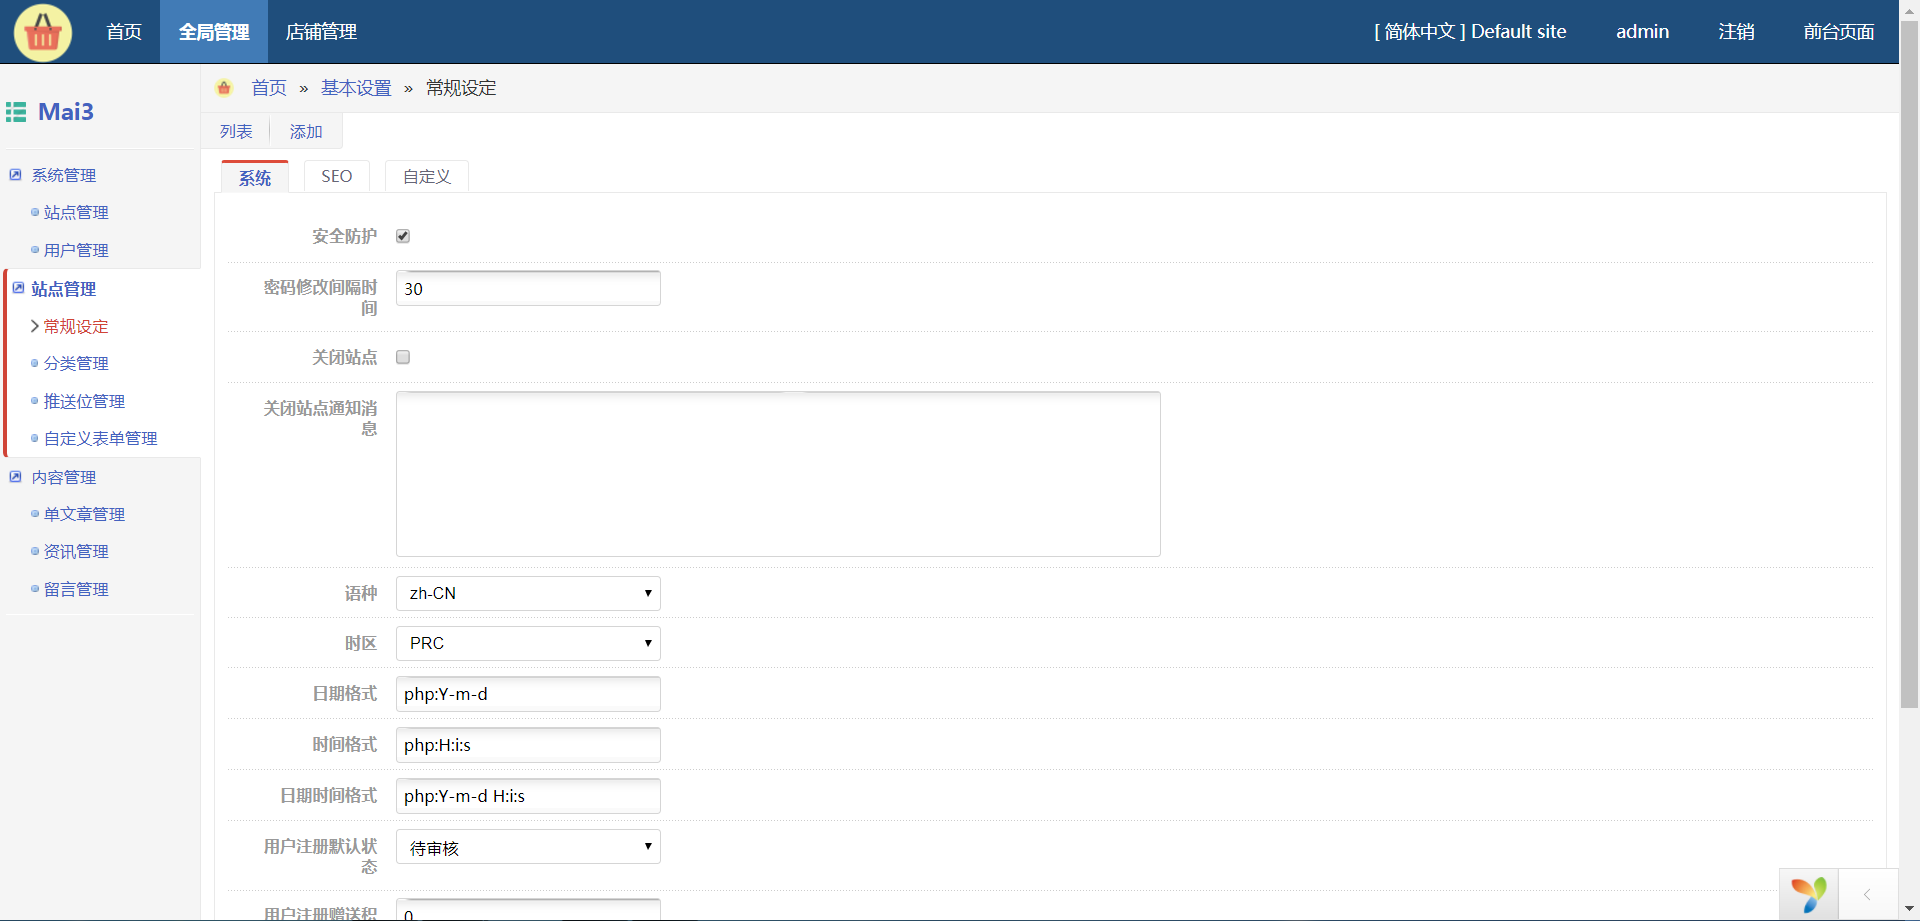 首页
全局管理
店铺管理
[ 简体中文 ] Default site
admin
注销
前台页面
Mai3
系统管理
站点管理
用户管理
站点管理
常规设定
分类管理
推送位管理
自定义表单管理
内容管理
单文章管理
资讯管理
留言管理
首页 » 基本设置 » 常规设定
列表
添加
系统
SEO
自定义
安全防护
密码修改间隔时
间
30
关闭站点
关闭站点通知消
息
语种
zh-CN
时区
PRC
日期格式
php:Y-m-d
时间格式
php:H:i:s
日期时间格式
php:Y-m-d H:i:s
用户注册默认状
态
待审核
用户注册赠送积
0